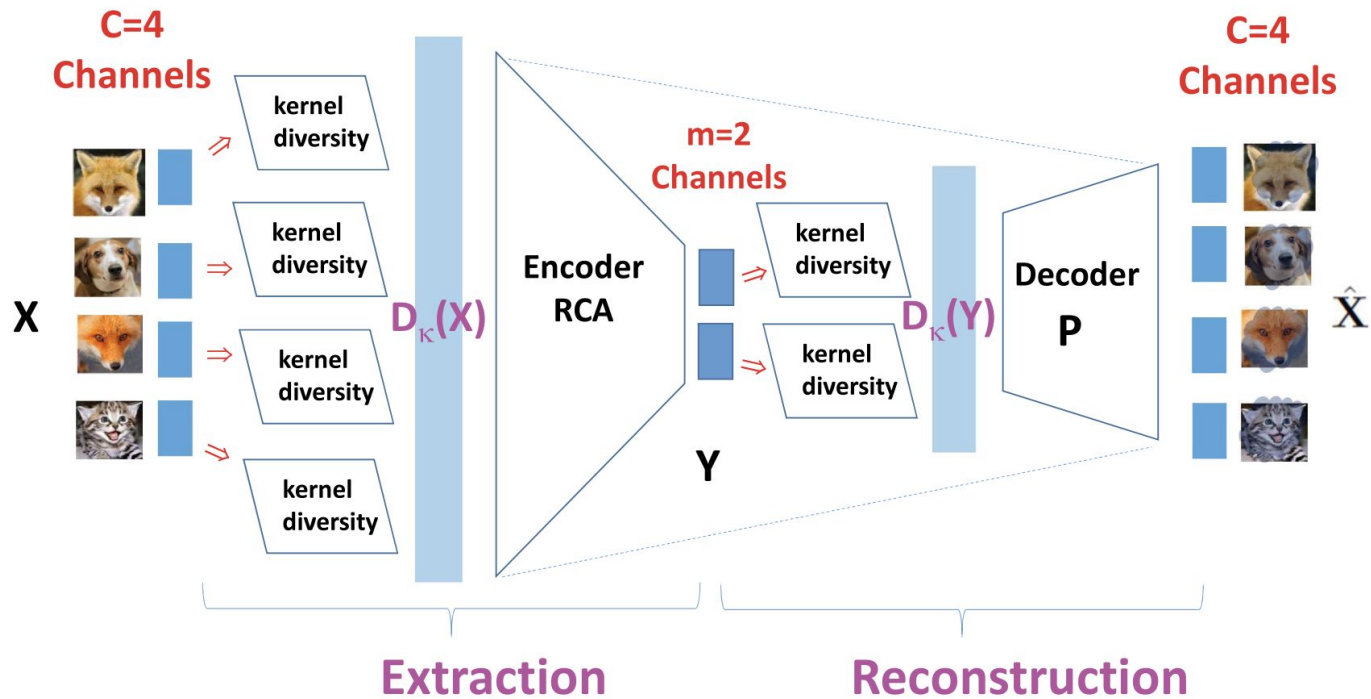 C=4
Channels
X
kernel
diversity
kernel
diversity
kernel
diversity
kernel
diversity
Dκ(X)
Encoder
RCA
m=2
Channels
Y
kernel
diversity
kernel
diversity
Dκ(Y)
Decoder
P
C=4
Channels
X̂
Extraction
Reconstruction